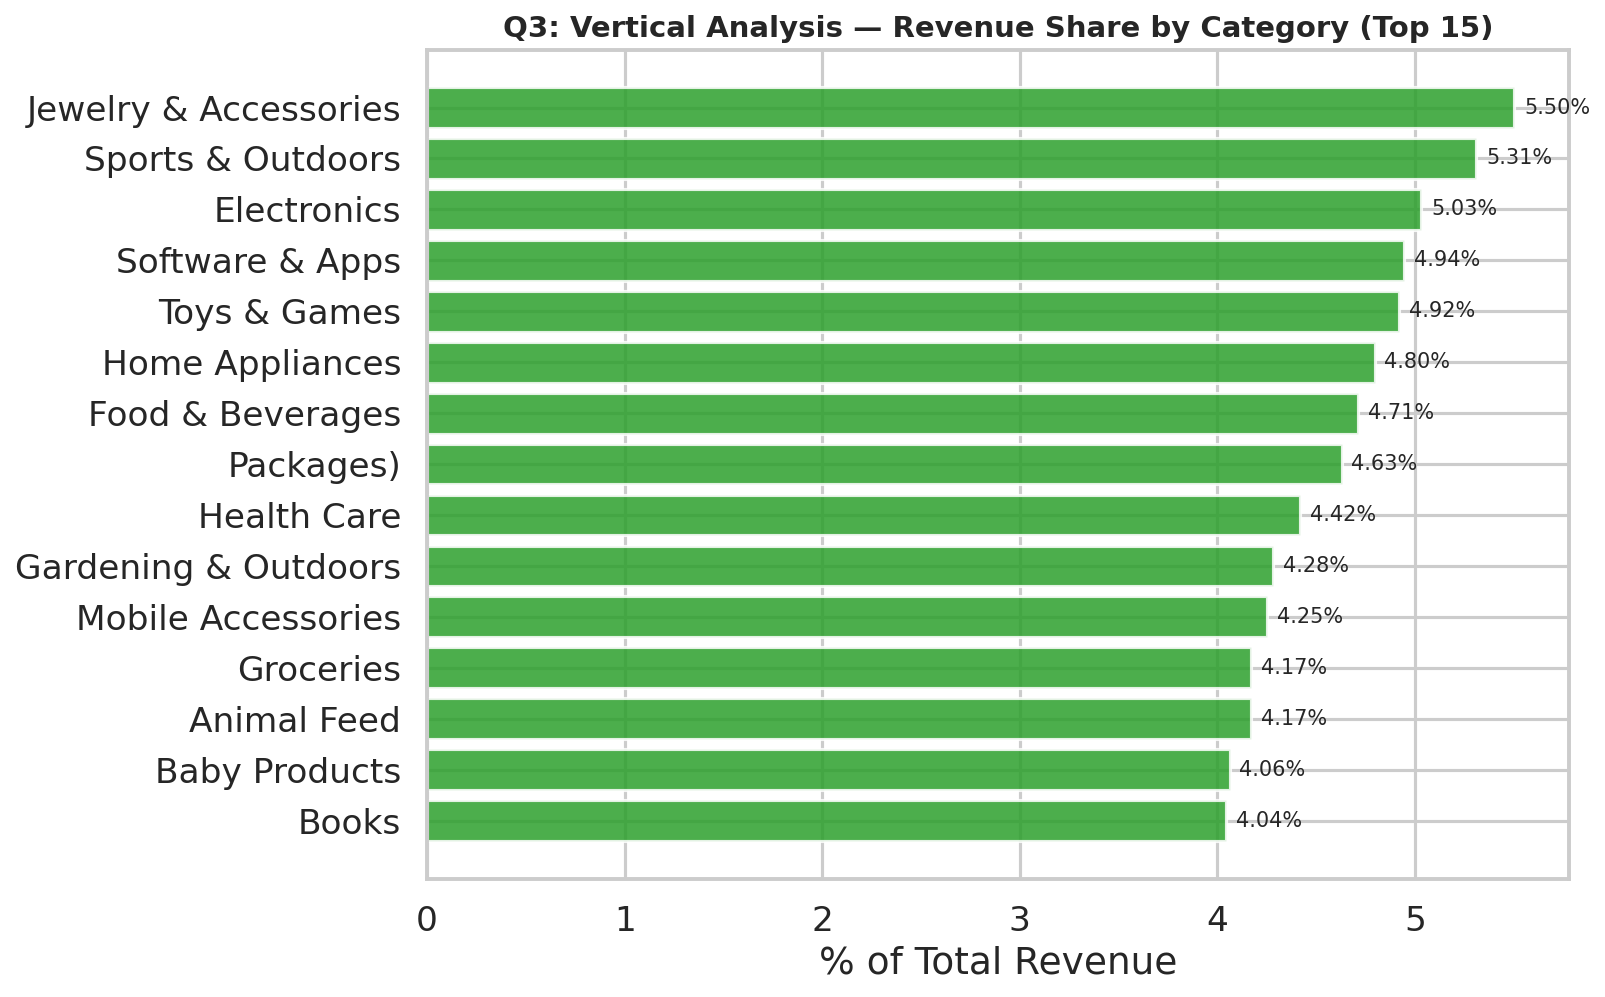 Q3: Vertical Analysis — Revenue Share by Category (Top 15)
Jewelry & Accessories 5.50%
Sports & Outdoors 5.31%
Electronics 5.03%
Software & Apps 4.94%
Toys & Games 4.92%
Home Appliances 4.80%
Food & Beverages 4.71%
Packages) 4.63%
Health Care 4.42%
Gardening & Outdoors 4.28%
Mobile Accessories 4.25%
Groceries 4.17%
Animal Feed 4.17%
Baby Products 4.06%
Books 4.04%
0 1 2 3 4 5
% of Total Revenue